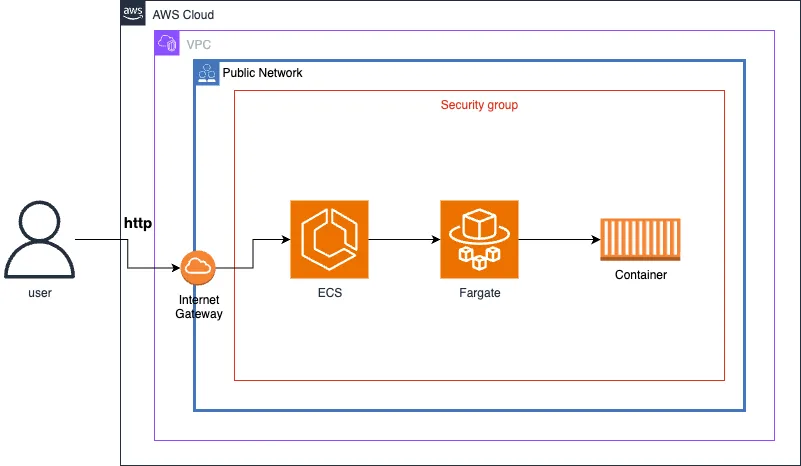 aws
AWS Cloud
VPC
Public Network
Security group
http
user
Internet
Gateway
ECS
Fargate
Container